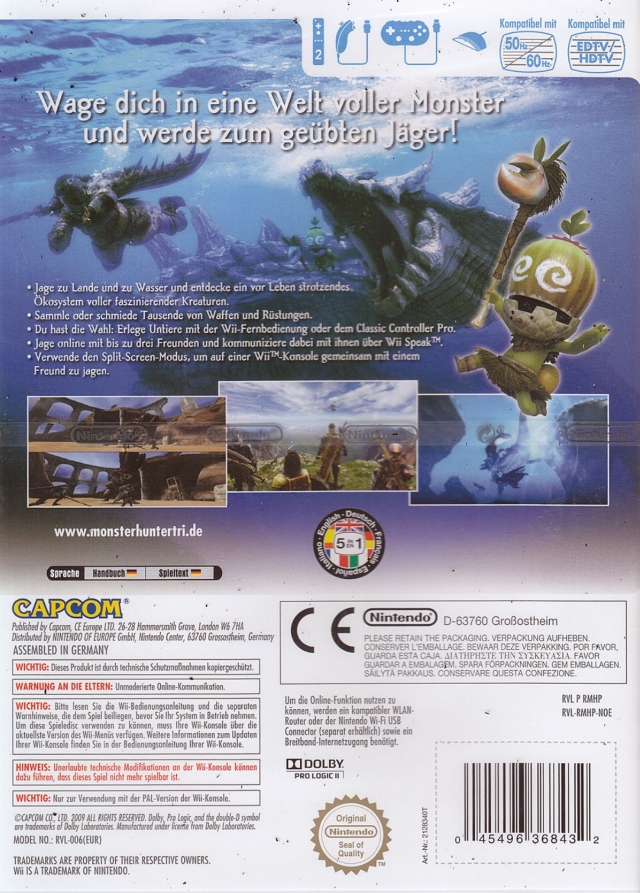 Kompatibel mit
Kompatibel mit
2
50Hz
60Hz
EDTV/
HDTV
Wage dich in eine Welt voller Monster
und werde zum geübten Jäger!
• Jage zu Lande und zu Wasser und entdecke ein vor Leben strotzendes
Ökosystem voller faszinierender Kreaturen.
• Sammle oder schmiede Tausende von Waffen und Rüstungen.
• Du hast die Wahl: Erlege Untiere mit der Wii-Fernbedienung oder dem Classic Controller Pro.
• Jage online mit bis zu drei Freunden und kommuniziere dabei mit ihnen über Wii Speak™.
• Verwende den Split-Screen-Modus, um auf einer Wii™-Konsole gemeinsam mit einem
Freund zu jagen.
Nintendo
Nintendo
Nintendo
www.monsterhuntertri.de
English · Deutsch · Français · Español · Italiano
5 IN 1
Sprache Handbuch Spieltext
CAPCOM®
Published by Capcom, CE Europe LTD. 26-28 Hammersmith Grove, London W6 7HA
Distributed by NINTENDO OF EUROPE GmbH, Nintendo Center, 63760 Grossostheim, Germany
ASSEMBLED IN GERMANY
WICHTIG: Dieses Produkt ist durch technische Schutzmaßnahmen kopiergeschützt.
WARNUNG AN DIE ELTERN: Unmoderierte Online-Kommunikation.
WICHTIG: Bitte lesen Sie die Wii-Bedienungsanleitung und die separaten
Warnhinweise, die dem Spiel beiliegen, bevor Sie Ihr System in Betrieb nehmen.
Um diese Spieledisc verwenden zu können, muss Ihre Wii-Konsole über die
aktuellste Version des Wii-Menüs verfügen. Weitere Informationen zum Updaten
Ihrer Wii-Konsole finden Sie in der Bedienungsanleitung Ihrer Wii-Konsole.
HINWEIS: Unerlaubte technische Modifikationen an der Wii-Konsole können
dazu führen, dass dieses Spiel nicht mehr spielbar ist.
WICHTIG: Nur zur Verwendung mit der PAL-Version der Wii-Konsole.
©CAPCOM CO., LTD. 2009 ALL RIGHTS RESERVED. Dolby, Pro Logic, and the double-D symbol
are trademarks of Dolby Laboratories. Manufactured under license from Dolby Laboratories.
MODEL NO.: RVL-006(EUR)
TRADEMARKS ARE PROPERTY OF THEIR RESPECTIVE OWNERS.
Wii IS A TRADEMARK OF NINTENDO.
CE
Nintendo D-63760 Großostheim
PLEASE RETAIN THE PACKAGING. VERPACKUNG AUFHEBEN.
CONSERVER L'EMBALLAGE. BEWAAR DEZE VERPAKKING. POR FAVOR,
GUARDA ESTA CAJA. ΔΙΑΤΗΡΗΣΤΕ ΤΗΝ ΣΥΣΚΕΥΑΣΙΑ. FAVOR
GUARDAR A EMBALAGEM. SPARA FÖRPACKNINGEN. GEM EMBALLAGEN.
SÄILYTÄ PAKKAUS. CONSERVARE QUESTA CONFEZIONE.
Um die Online-Funktion nutzen zu
können, werden ein kompatibler WLAN-
Router oder der Nintendo Wi-Fi USB
Connector (separat erhältlich) sowie ein
Breitband-Internetzugang benötigt.
RVL P RMHP
RVL-RMHP-NOE
DOLBY
PRO LOGIC II
Original
Nintendo
Seal of
Quality
™
Art.-Nr.: 2128340T
0 45496 36843 2